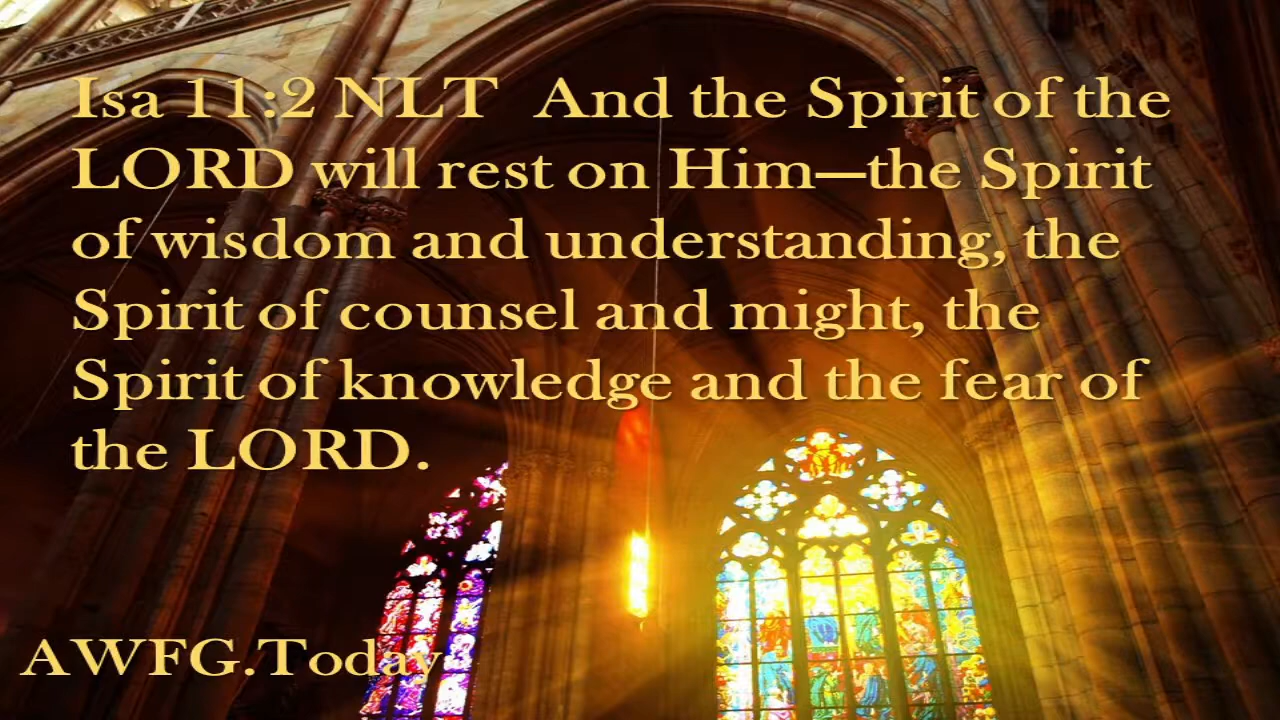 Isa 11:2 NLT  And the Spirit of the
LORD will rest on Him—the Spirit
of wisdom and understanding, the
Spirit of counsel and might, the
Spirit of knowledge and the fear of
the LORD.
AWFG.Today